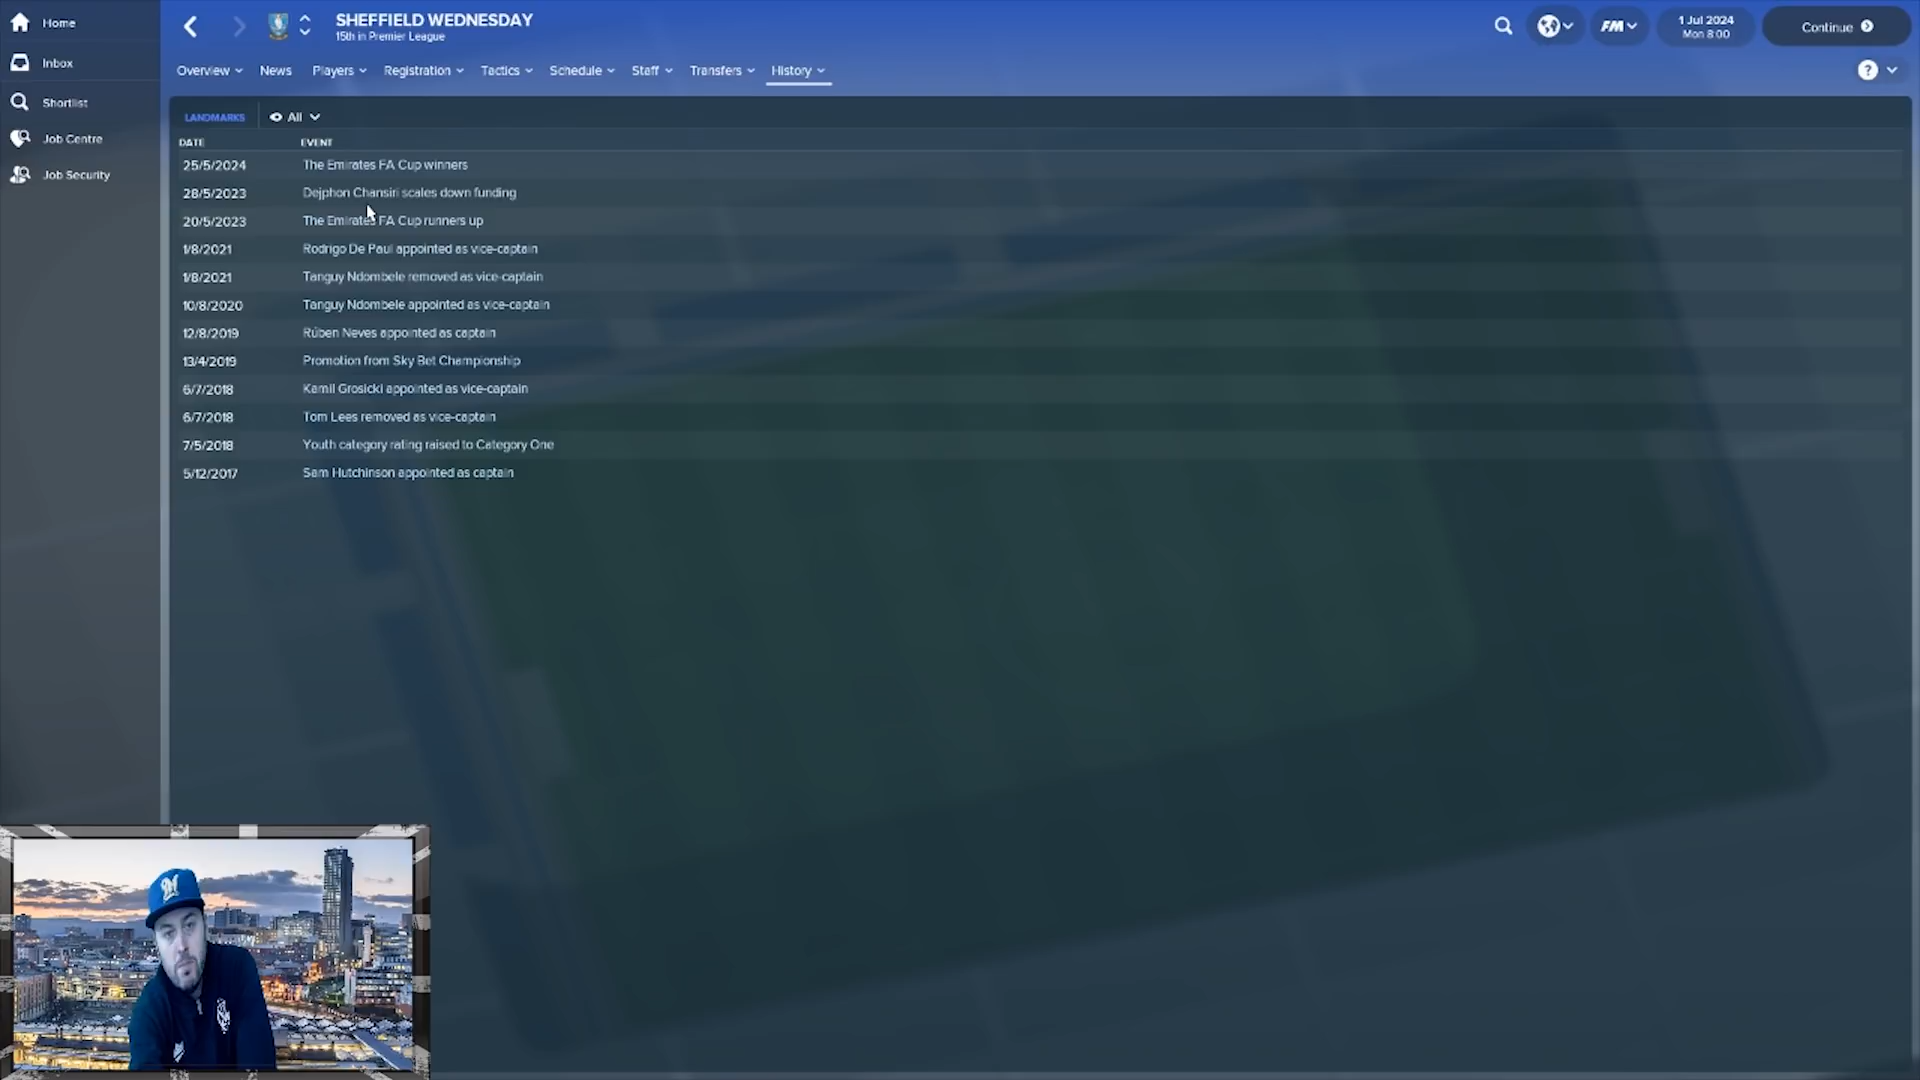 Home
Inbox
Shortlist
Job Centre
Job Security
SHEFFIELD WEDNESDAY
15th in Premier League
FM
1 Jul 2024
Mon 8:00
Continue
Overview
News
Players
Registration
Tactics
Schedule
Staff
Transfers
History
?
LANDMARKS
All
DATE EVENT
25/5/2024 The Emirates FA Cup winners
28/5/2023 Dejphon Chansiri scales down funding
20/5/2023 The Emirates FA Cup runners up
1/8/2021 Rodrigo De Paul appointed as vice-captain
1/8/2021 Tanguy Ndombele removed as vice-captain
10/8/2020 Tanguy Ndombele appointed as vice-captain
12/8/2019 Rúben Neves appointed as captain
13/4/2019 Promotion from Sky Bet Championship
6/7/2018 Kamil Grosicki appointed as vice-captain
6/7/2018 Tom Lees removed as vice-captain
7/5/2018 Youth category rating raised to Category One
5/12/2017 Sam Hutchinson appointed as captain
M